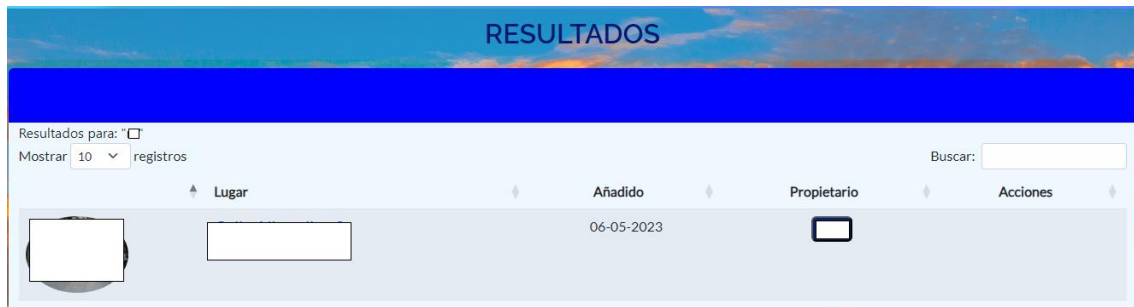 RESULTADOS
Resultados para: "
Mostrar 10 registros
Buscar:
Lugar Añadido Propietario Acciones
06-05-2023